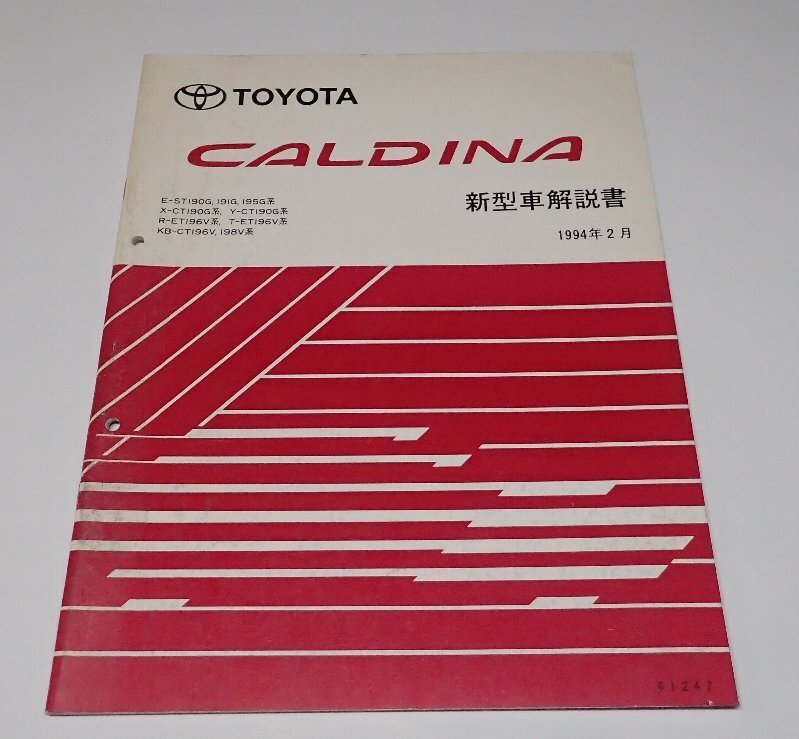 TOYOTA
CALDINA
E-ST190G, 191G, 195G系
X-CT190G系, Y-CT190G系
R-ET196V系, T-ET196V系
KB-CT196V, 198V系
新型車解説書
1994年2月
61247